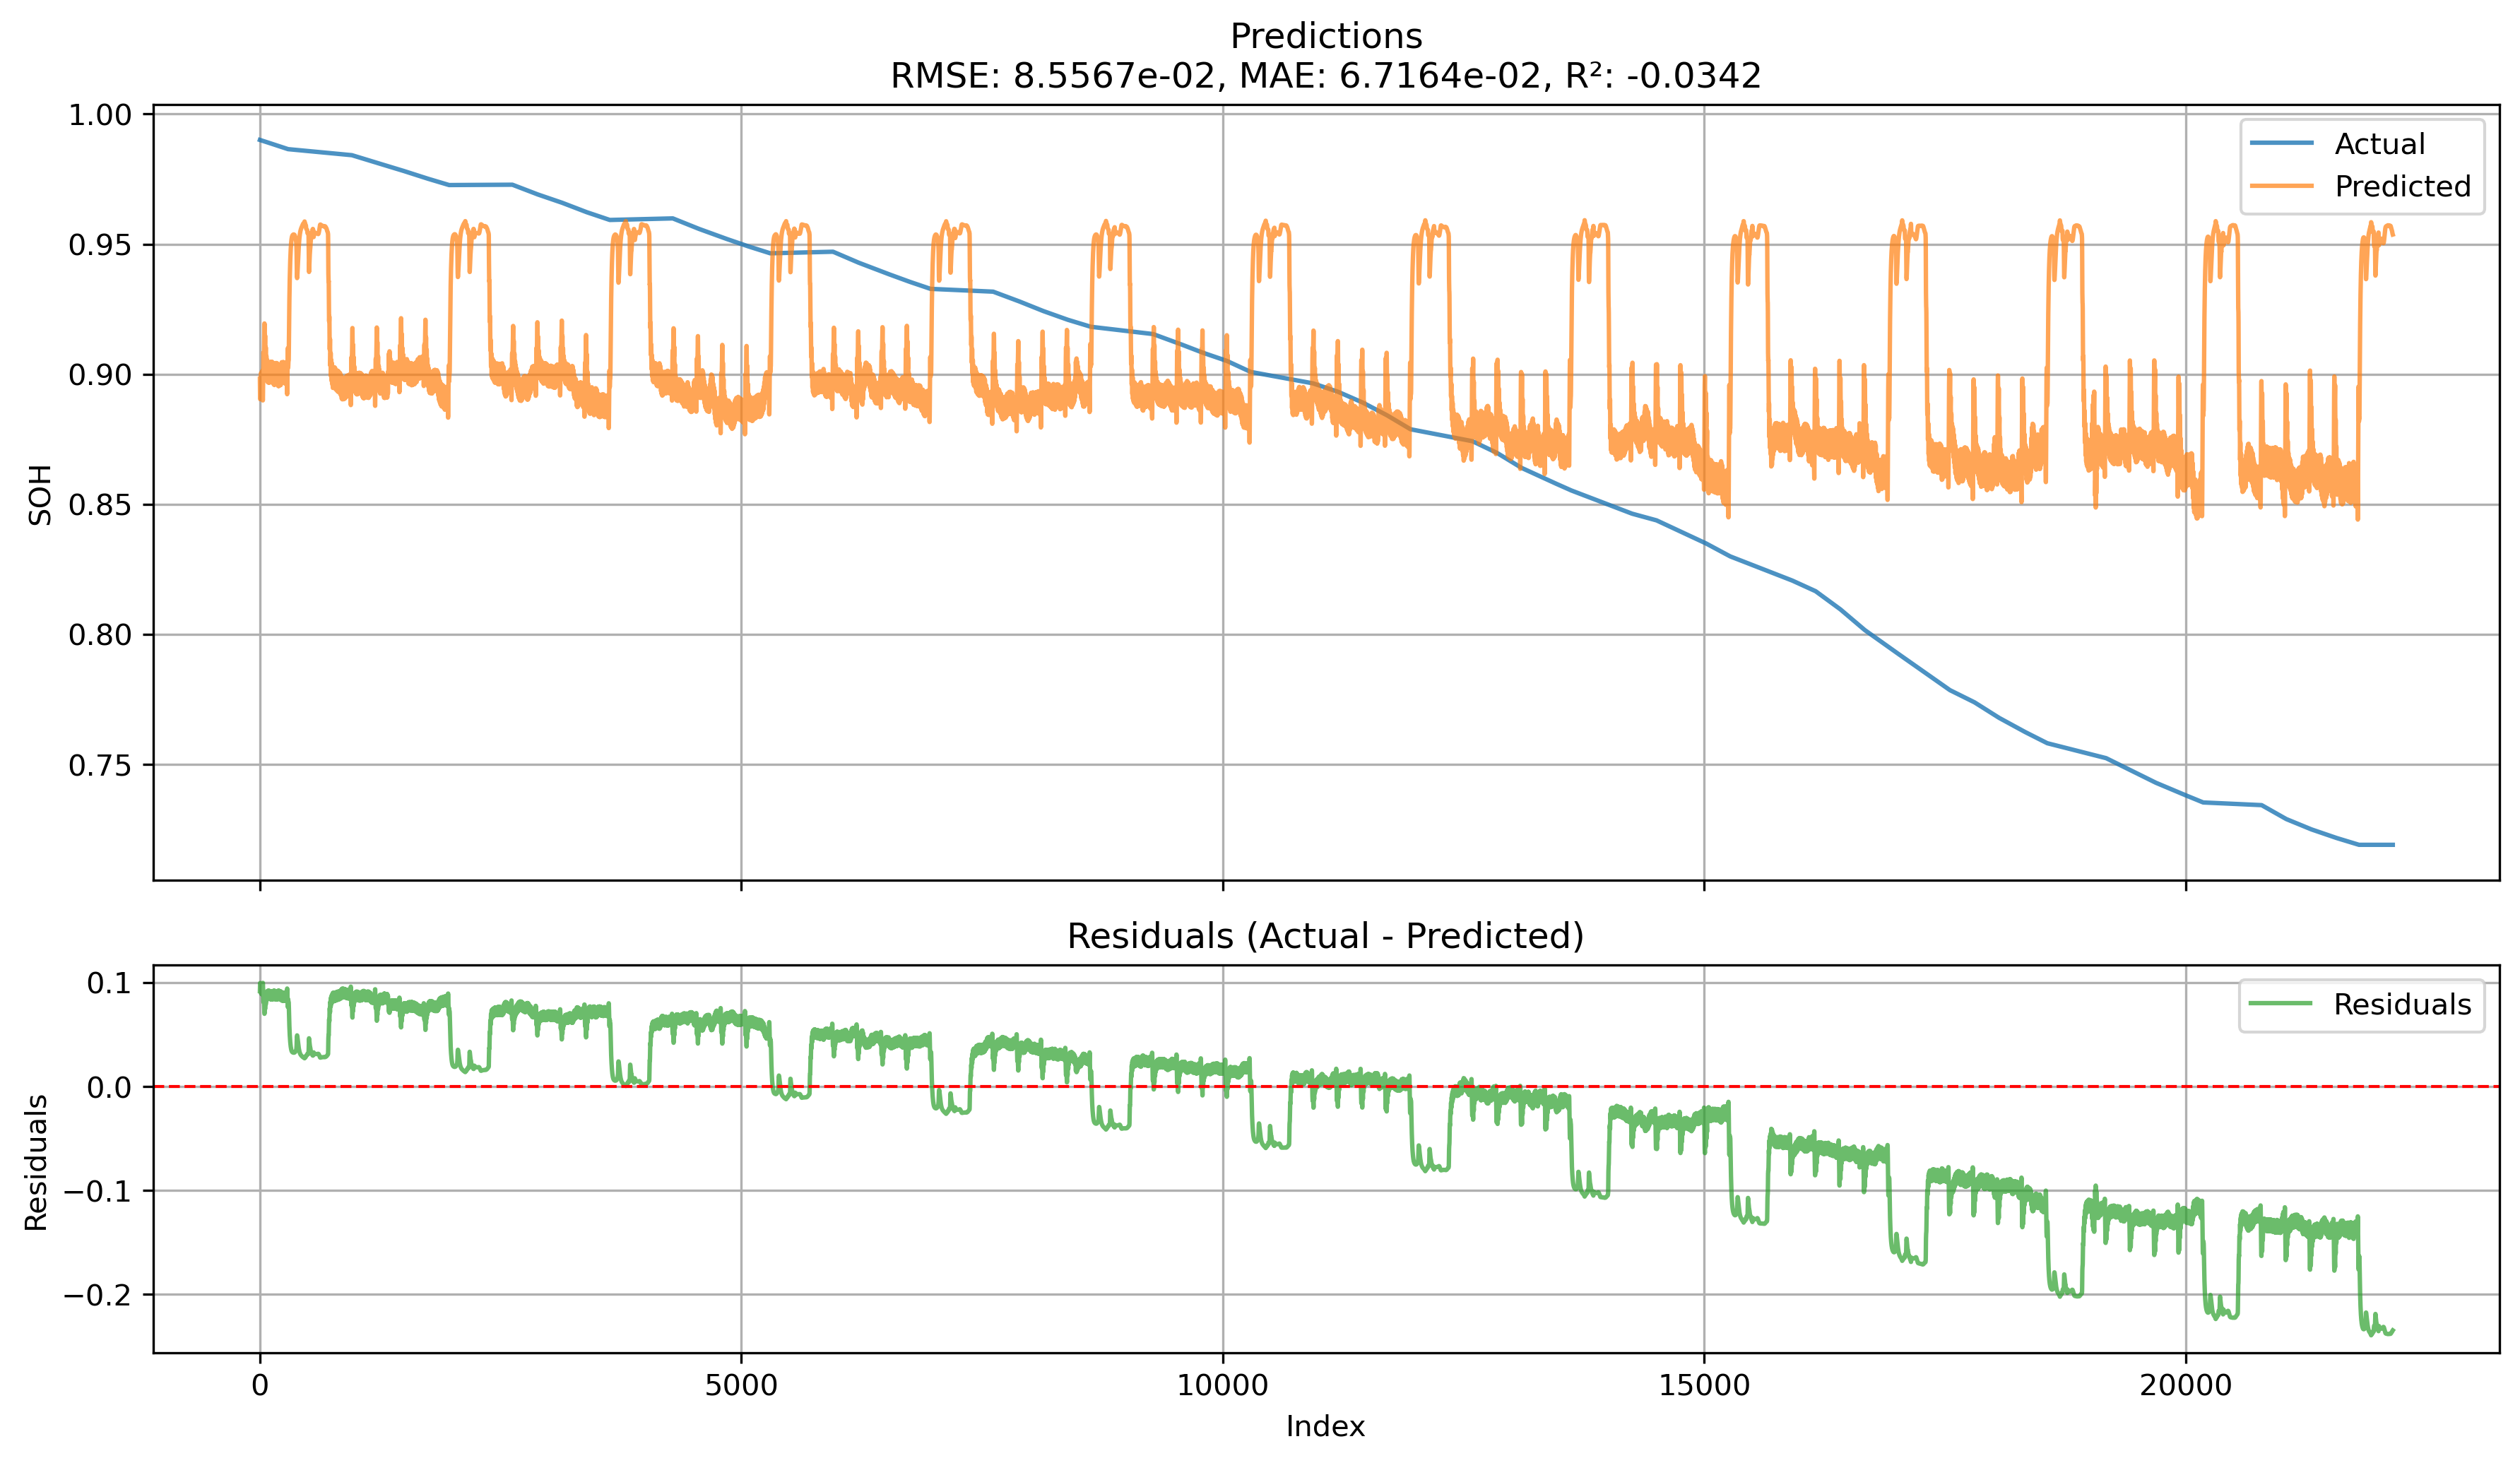 Predictions
RMSE: 8.5567e-02, MAE: 6.7164e-02, R²: -0.0342
1.00
0.95
0.90
0.85
0.80
0.75
SOH
Actual
Predicted
Residuals (Actual - Predicted)
0.1
0.0
−0.1
−0.2
Residuals
Residuals
0
5000
10000
15000
20000
Index